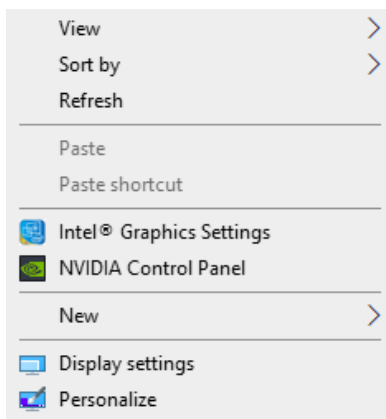 View
Sort by
Refresh
Paste
Paste shortcut
Intel® Graphics Settings
NVIDIA Control Panel
New
Display settings
Personalize